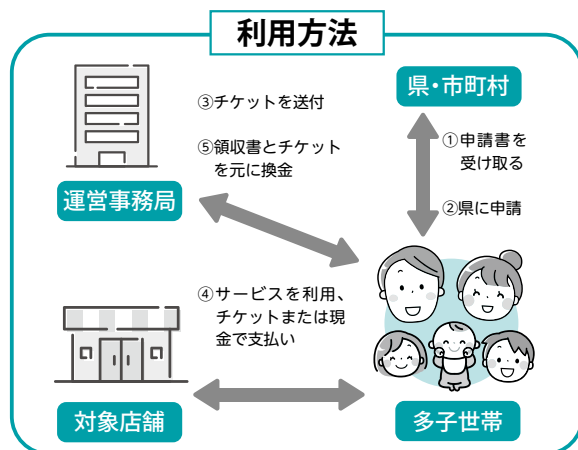 利用方法
③チケットを送付
⑤領収書とチケット
を元に換金
運営事務局
県・市町村
①申請書を
受け取る
②県に申請
④サービスを利用、
チケットまたは現
金で支払い
対象店舗
多子世帯